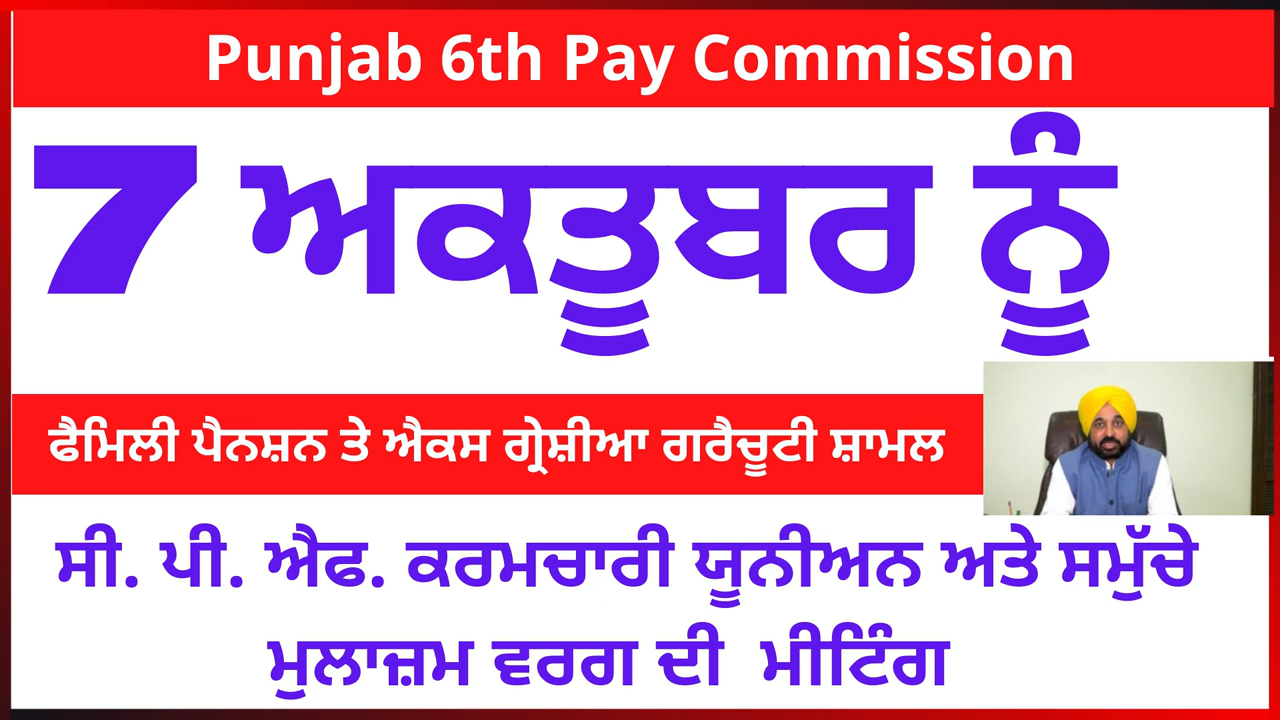 Punjab 6th Pay Commission
7 ਅਕਤੂਬਰ ਨੂੰ
ਫੈਮਿਲੀ ਪੈਨਸ਼ਨ ਤੇ ਐਕਸ ਗ੍ਰੇਸ਼ੀਆ ਗਰੈਚੂਟੀ ਸ਼ਾਮਲ
ਸੀ. ਪੀ. ਐਫ. ਕਰਮਚਾਰੀ ਯੂਨੀਅਨ ਅਤੇ ਸਮੁੱਚੇ
ਮੁਲਾਜ਼ਮ ਵਰਗ ਦੀ ਮੀਟਿੰਗ